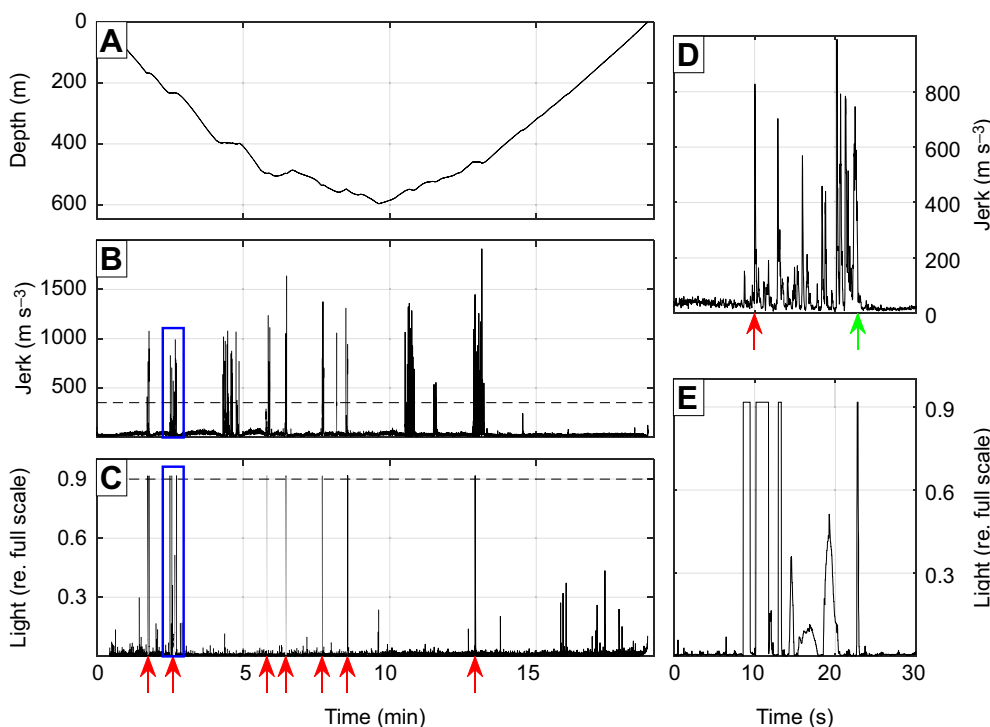 A
Depth (m)
0
200
400
600
B
Jerk (m s−3)
1500
1000
500
C
Light (re. full scale)
0.9
0.6
0.3
0 5 10 15
Time (min)
D
Jerk (m s−3)
800
600
400
200
0
E
Light (re. full scale)
0.9
0.6
0.3
0 10 20 30
Time (s)